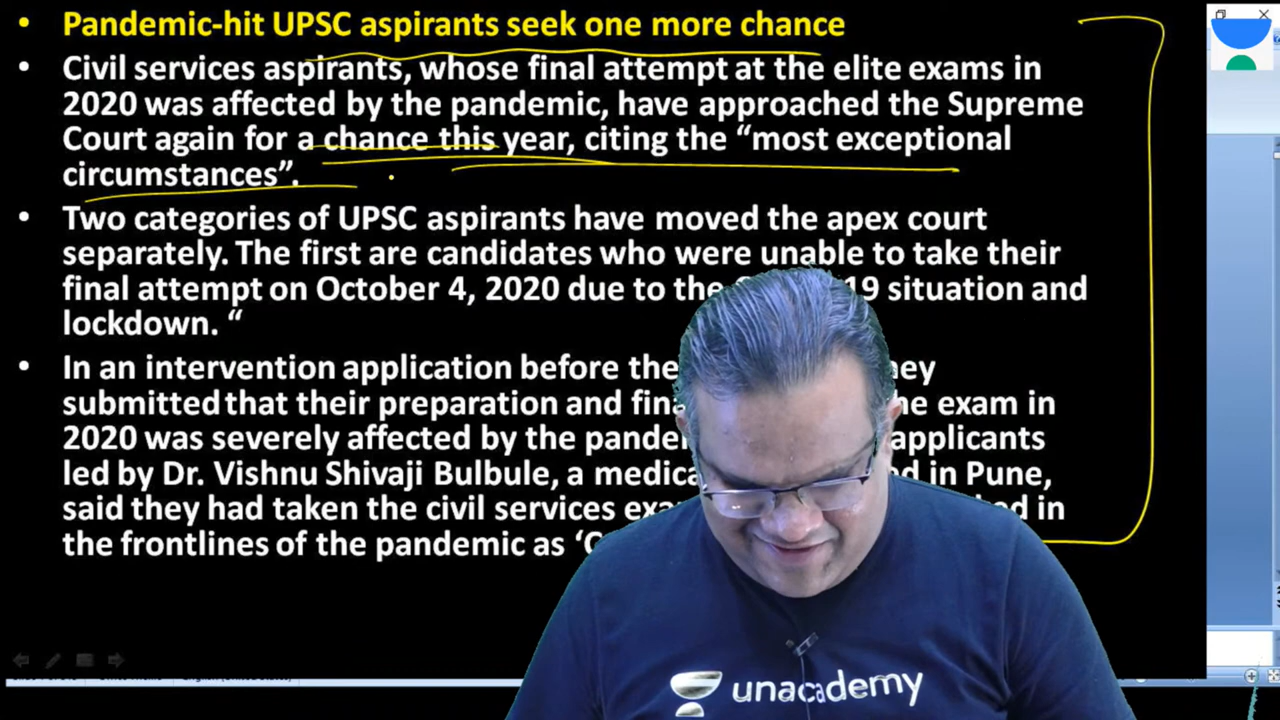 Pandemic-hit UPSC aspirants seek one more chance
Civil services aspirants, whose final attempt at the elite exams in
2020 was affected by the pandemic, have approached the Supreme
Court again for a chance this year, citing the “most exceptional
circumstances”.
Two categories of UPSC aspirants have moved the apex court
separately. The first are candidates who were unable to take their
final attempt on October 4, 2020 due to the 19 situation and
lockdown. “
In an intervention application before the
submitted that their preparation and exam in
2020 was severely affected by the applicants
led by Dr. Vishnu Shivaji Bulbule, a in Pune,
said they had taken the civil services in
the frontlines of the pandemic as
unacademy